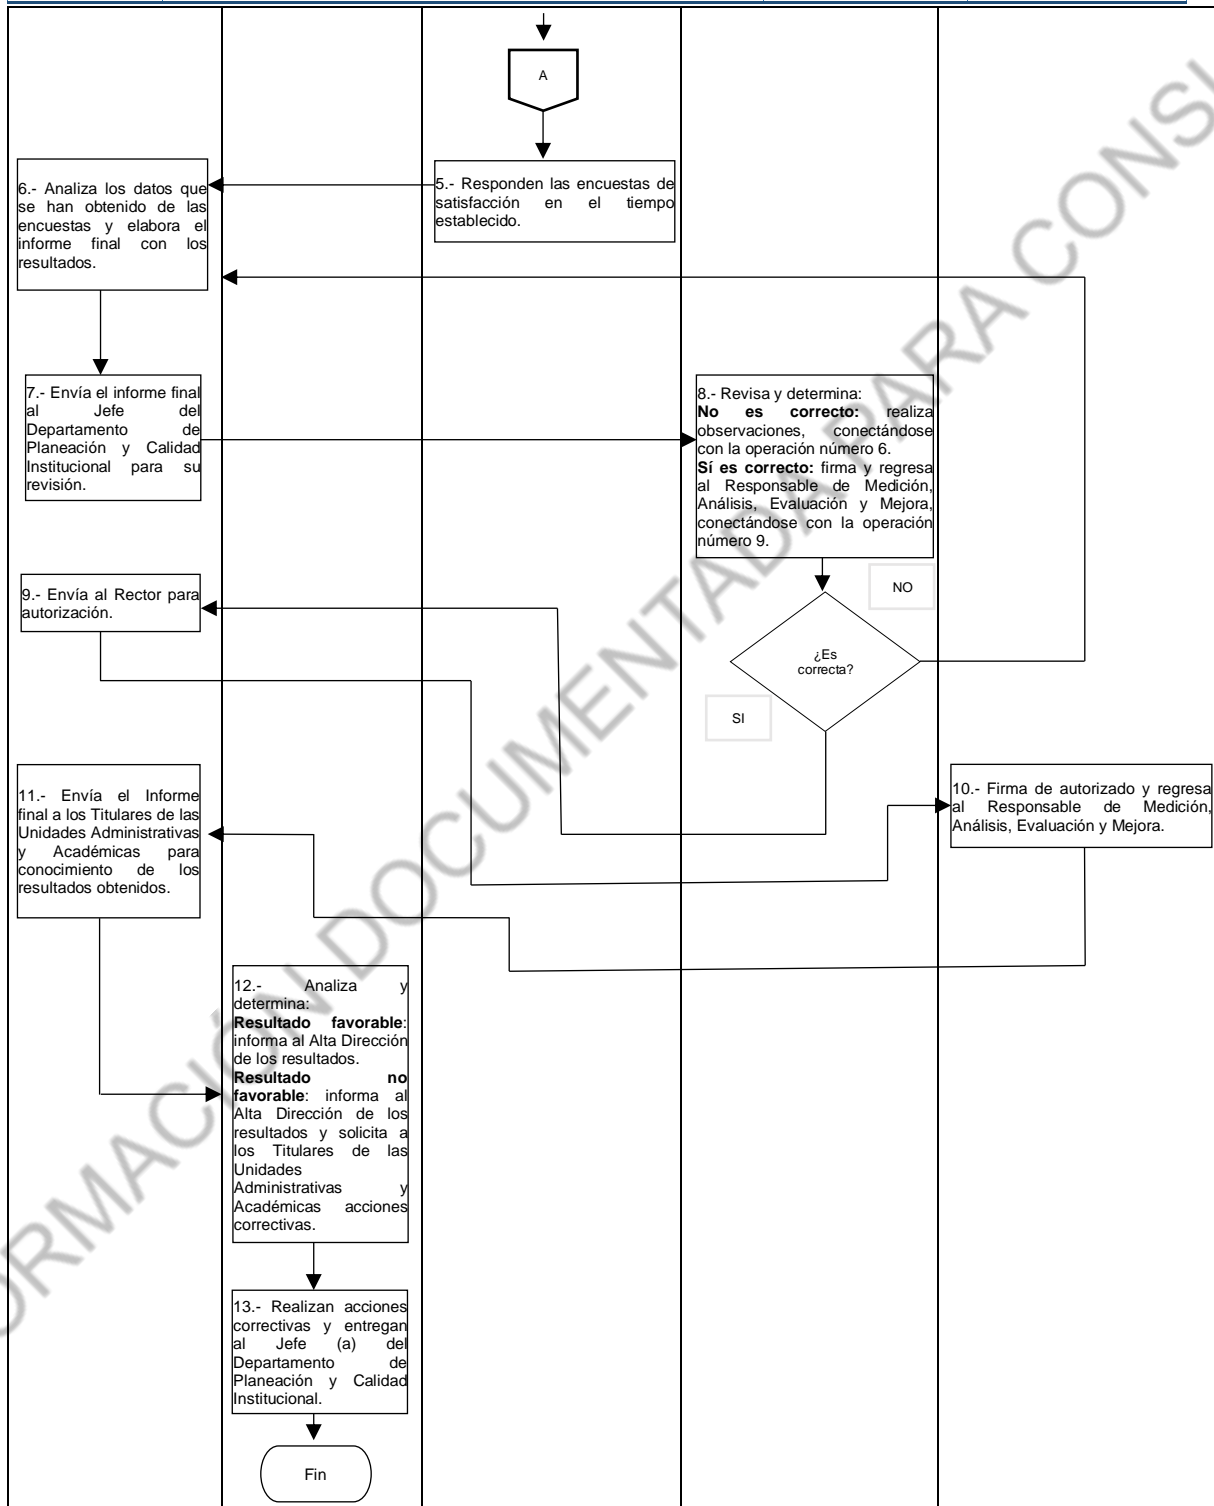 A
5.- Responden las encuestas de
satisfacción en el tiempo
establecido.
6.- Analiza los datos que
se han obtenido de las
encuestas y elabora el
informe final con los
resultados.
7.- Envía el informe final
al Jefe del
Departamento de
Planeación y Calidad
Institucional para su
revisión.
8.- Revisa y determina:
No es correcto: realiza
observaciones, conectándose
con la operación número 6.
Sí es correcto: firma y regresa
al Responsable de Medición,
Análisis, Evaluación y Mejora,
conectándose con la operación
número 9.
NO
¿Es
correcta?
SI
9.- Envía al Rector para
autorización.
10.- Firma de autorizado y regresa
al Responsable de Medición,
Análisis, Evaluación y Mejora.
11.- Envía el Informe
final a los Titulares de las
Unidades Administrativas
y Académicas para
conocimiento de los
resultados obtenidos.
12.- Analiza y
determina:
Resultado favorable:
informa al Alta Dirección
de los resultados.
Resultado no
favorable: informa al
Alta Dirección de los
resultados y solicita a
los Titulares de las
Unidades
Administrativas y
Académicas acciones
correctivas.
13.- Realizan acciones
correctivas y entregan
al Jefe (a) del
Departamento de
Planeación y Calidad
Institucional.
Fin
ORMACIÓN DOCUMENTADA PARA CONSU